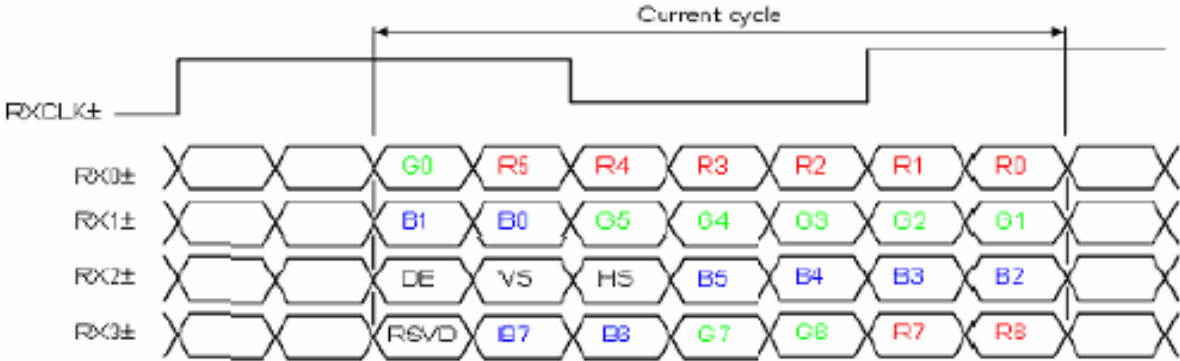 Current cycle
RXCLK±
RX0± G0 R5 R4 R3 R2 R1 R0
RX1± B1 B0 G5 G4 G3 G2 G1
RX2± DE VS HS B5 B4 B3 B2
RX3± RSVD B7 B6 G7 G6 R7 R6